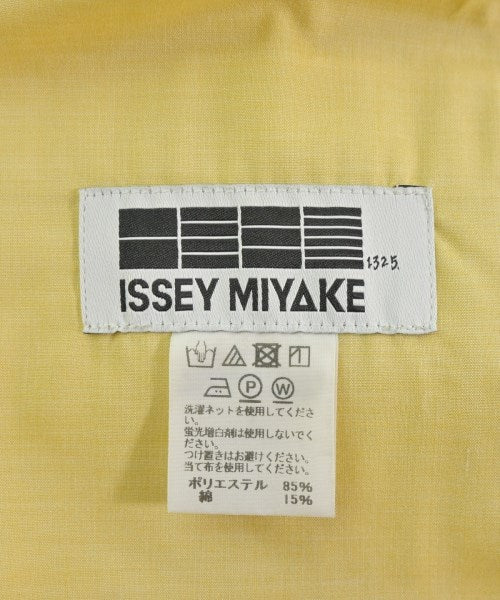 1325.
ISSEY MIYAKE
P W
洗濯ネットを使用してくださ
い。
蛍光増白剤は使用しないでく
ださい。
つけ置きはお避けください。
当て布を使用してください。
ポリエステル 85%
綿 15%